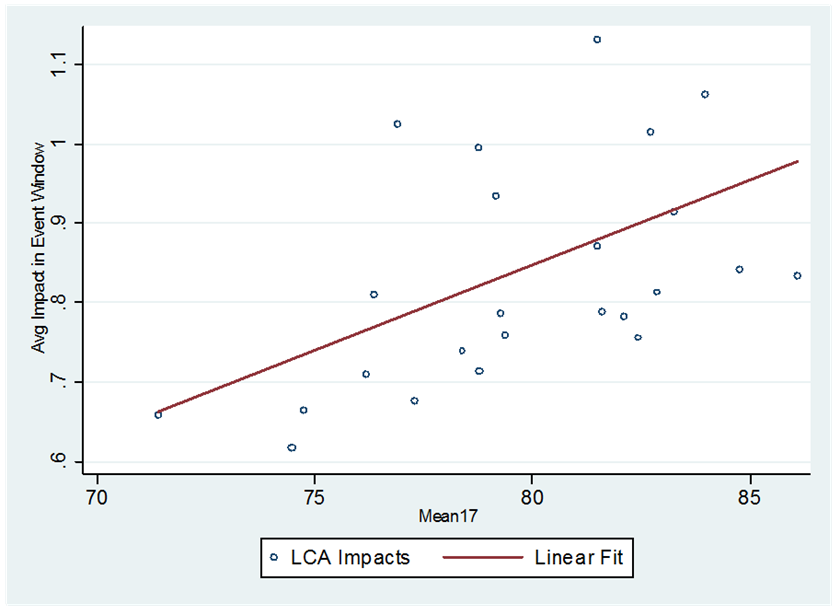 1.1
1
.9
.8
.7
.6
Avg Impact in Event Window
70 75 80 85
Mean17
LCA Impacts Linear Fit